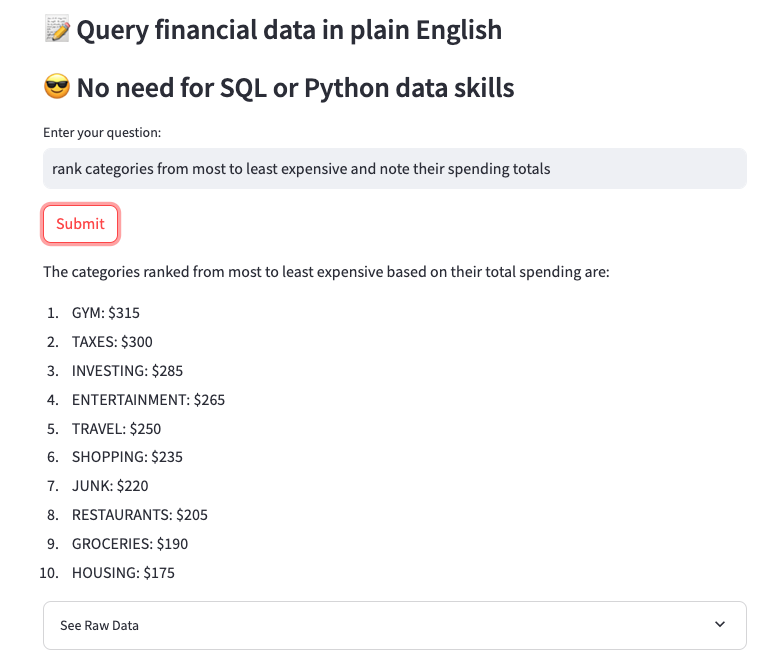 📝 Query financial data in plain English
😎 No need for SQL or Python data skills
Enter your question:
rank categories from most to least expensive and note their spending totals
Submit
The categories ranked from most to least expensive based on their total spending are:
1. GYM: $315
2. TAXES: $300
3. INVESTING: $285
4. ENTERTAINMENT: $265
5. TRAVEL: $250
6. SHOPPING: $235
7. JUNK: $220
8. RESTAURANTS: $205
9. GROCERIES: $190
10. HOUSING: $175
See Raw Data